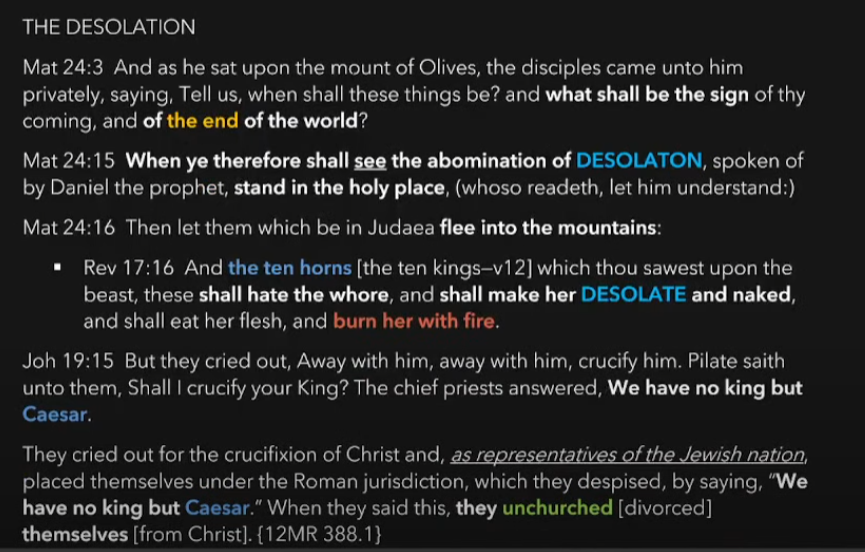 THE DESOLATION
Mat 24:3 And as he sat upon the mount of Olives, the disciples came unto him
privately, saying, Tell us, when shall these things be? and what shall be the sign of thy
coming, and of the end of the world?
Mat 24:15 When ye therefore shall see the abomination of DESOLATON, spoken of
by Daniel the prophet, stand in the holy place, (whoso readeth, let him understand:)
Mat 24:16 Then let them which be in Judaea flee into the mountains:
▪ Rev 17:16 And the ten horns [the ten kings–v12] which thou sawest upon the
beast, these shall hate the whore, and shall make her DESOLATE and naked,
and shall eat her flesh, and burn her with fire.
Joh 19:15 But they cried out, Away with him, away with him, crucify him. Pilate saith
unto them, Shall I crucify your King? The chief priests answered, We have no king but
Caesar.
They cried out for the crucifixion of Christ and, as representatives of the Jewish nation,
placed themselves under the Roman jurisdiction, which they despised, by saying, “We
have no king but Caesar.” When they said this, they unchurched [divorced]
themselves [from Christ]. {12MR 388.1}